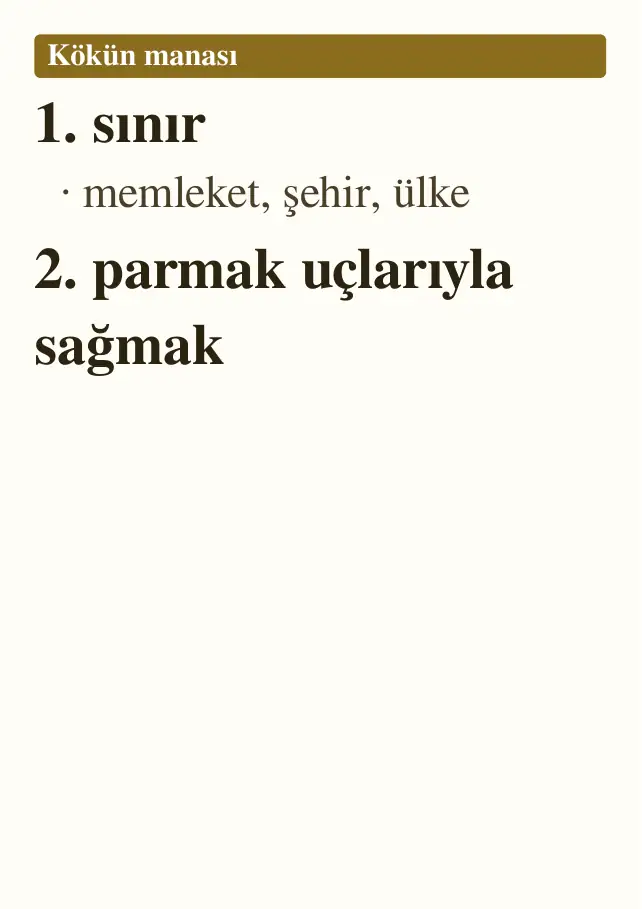 Kökün manası
1. sınır
· memleket, şehir, ülke
2. parmak uçlarıyla
sağmak